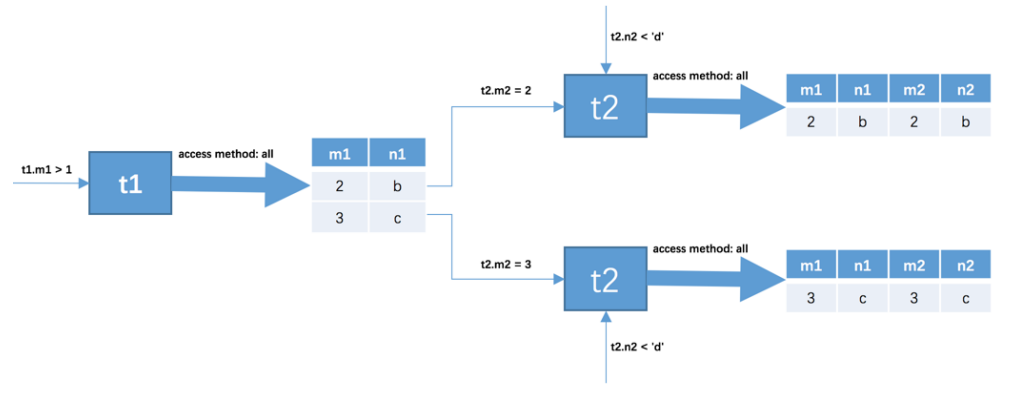 t1.m1 > 1
t1
access method: all
m1 n1
2 b
3 c
t2.m2 = 2
t2.n2 < 'd'
t2
access method: all
m1 n1 m2 n2
2 b 2 b
t2.m2 = 3
t2
access method: all
m1 n1 m2 n2
3 c 3 c
t2.n2 < 'd'